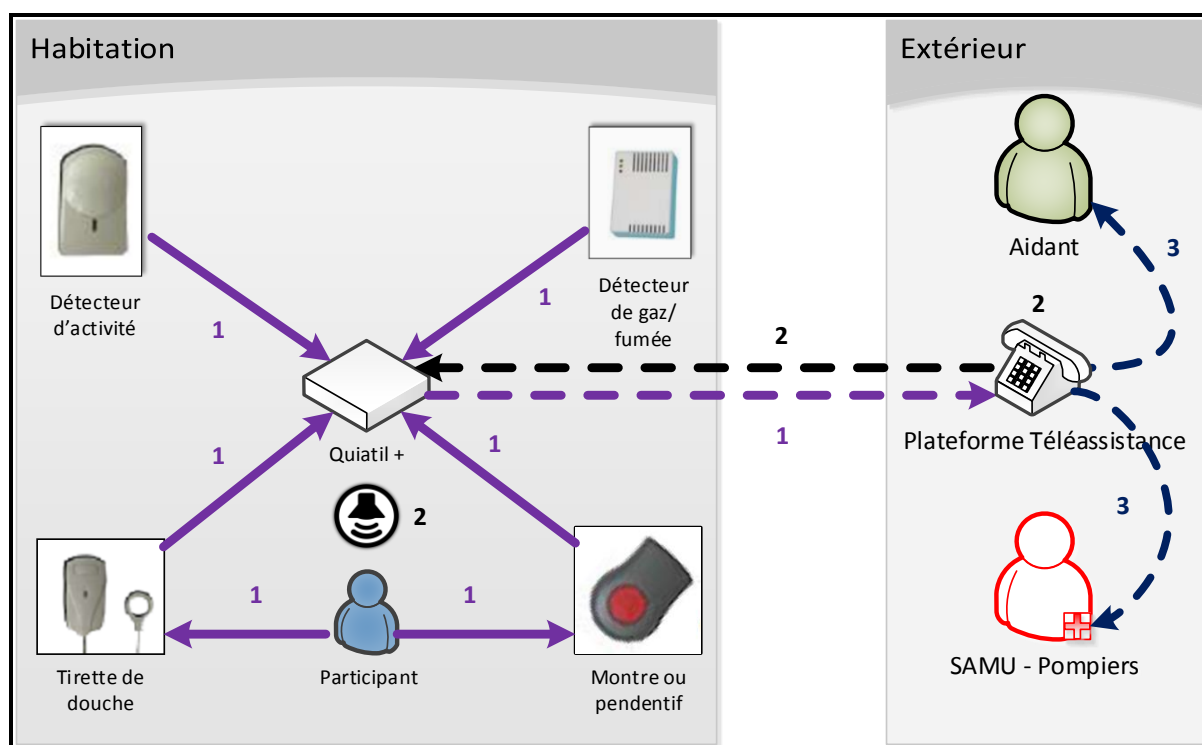 Habitation
Extérieur
Détecteur
d'activité
1
Détecteur
de gaz/
fumée
1
Aidant
3
2
2
1
Plateforme Téléassistance
Quiatil +
1
1
2
3
1
1
Tirette de
douche
Participant
Montre ou
pendentif
SAMU - Pompiers